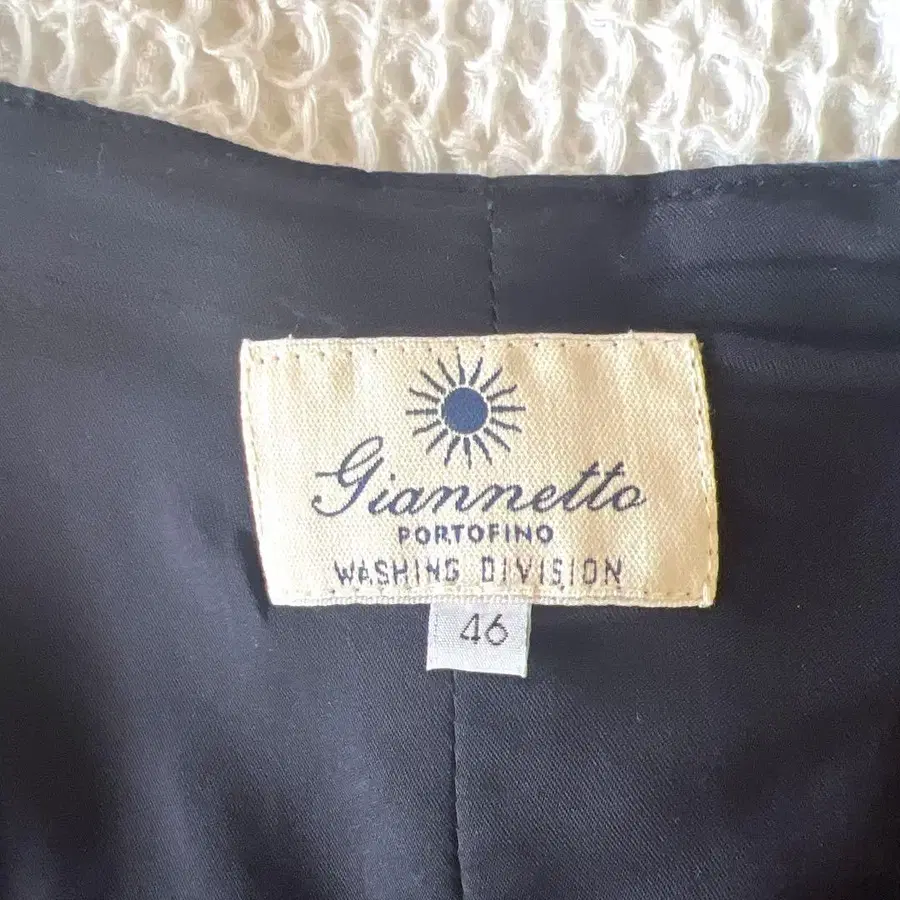 Giannetto
PORTOFINO
WASHING DIVISION
46